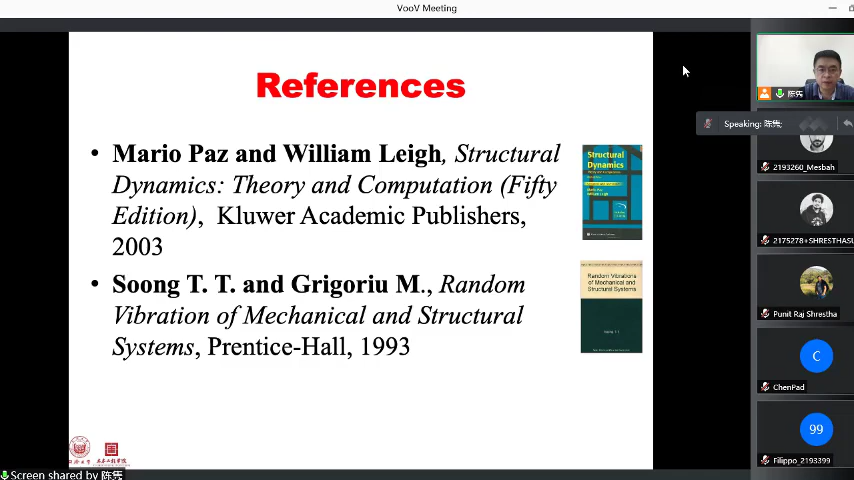 VooV Meeting
References
• Mario Paz and William Leigh, Structural
Dynamics: Theory and Computation (Fifty
Edition), Kluwer Academic Publishers,
2003
• Soong T. T. and Grigoriu M., Random
Vibration of Mechanical and Structural
Systems, Prentice-Hall, 1993
Structural
Dynamics
Random Vibrations
of Mechanical and
Structural Systems
陈隽
Speaking: 陈隽;
2193260_Mesbah
2175278+SHRESTHASU
Punit Raj Shrestha
C
ChenPad
99
Filippo_2193399
Screen shared by 陈隽